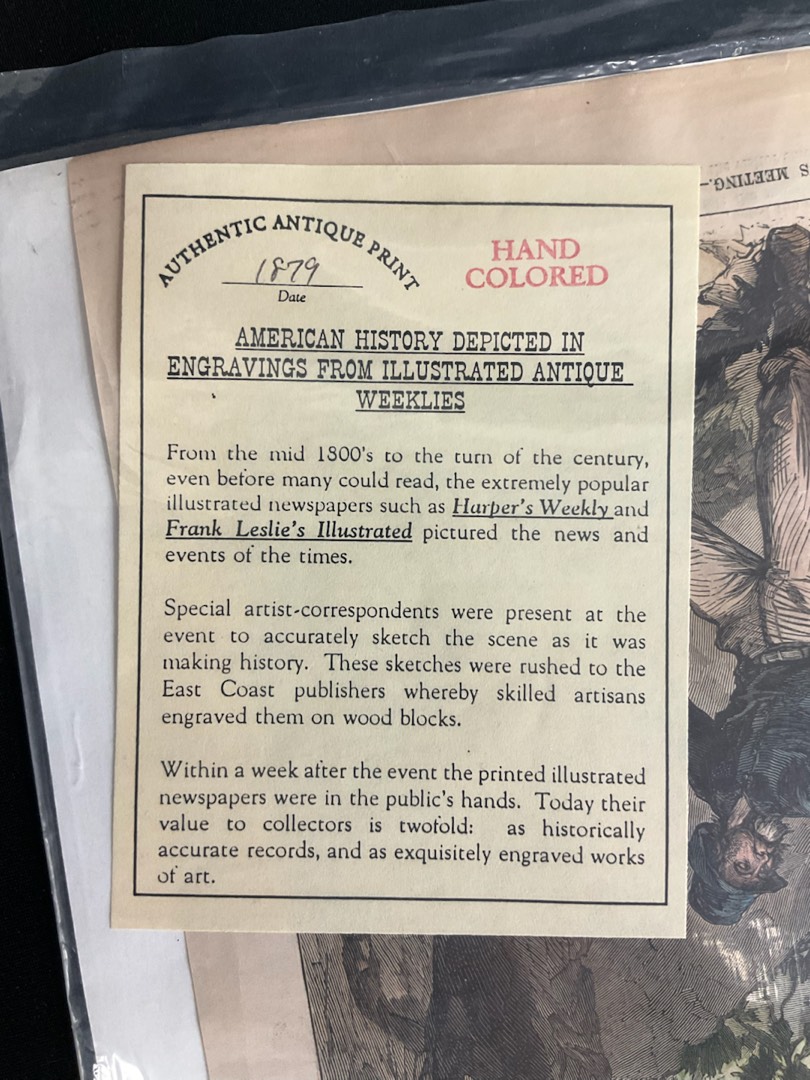 AUTHENTIC ANTIQUE PRINT
1879
Date
HAND
COLORED
AMERICAN HISTORY DEPICTED IN
ENGRAVINGS FROM ILLUSTRATED ANTIQUE
WEEKLIES
From the mid 1800's to the turn of the century,
even before many could read, the extremely popular
illustrated newspapers such as Harper's Weekly and
Frank Leslie's Illustrated pictured the news and
events of the times.
Special artist-correspondents were present at the
event to accurately sketch the scene as it was
making history. These sketches were rushed to the
East Coast publishers whereby skilled artisans
engraved them on wood blocks.
Within a week after the event the printed illustrated
newspapers were in the public's hands. Today their
value to collectors is twofold: as historically
accurate records, and as exquisitely engraved works
of art.
S MEETING.—